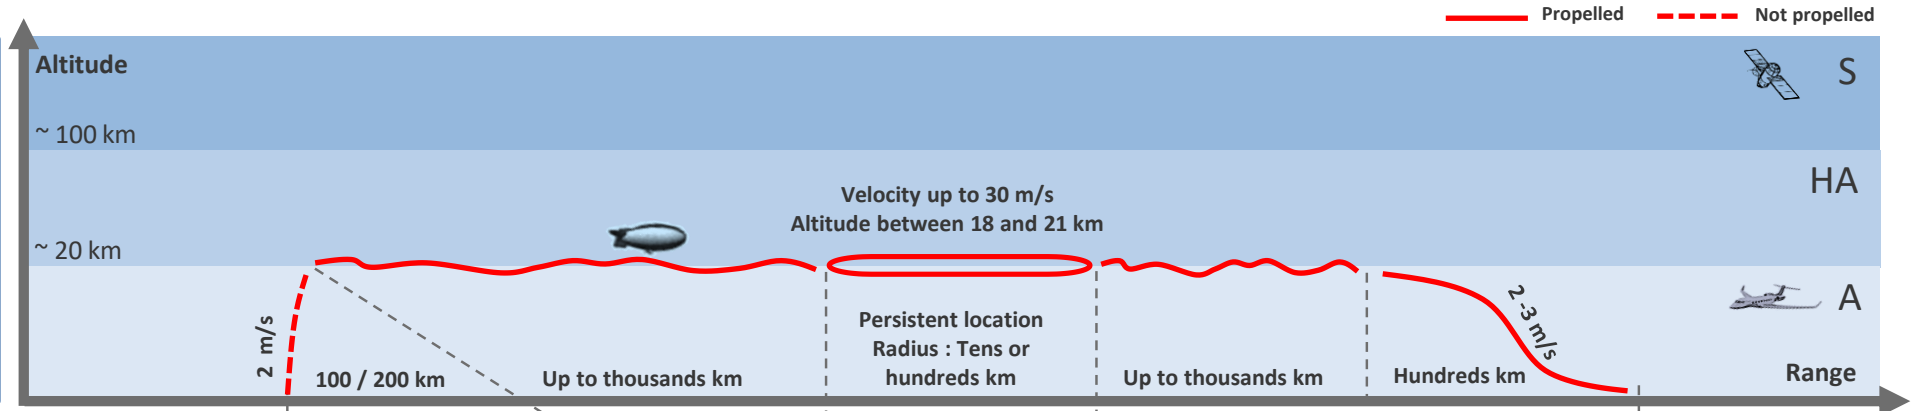 Propelled
Not propelled
Altitude
S
~ 100 km
HA
Velocity up to 30 m/s
Altitude between 18 and 21 km
~ 20 km
A
2 m/s
2 -3 m/s
Persistent location
Radius : Tens or
hundreds km
100 / 200 km
Up to thousands km
Up to thousands km
Hundreds km
Range